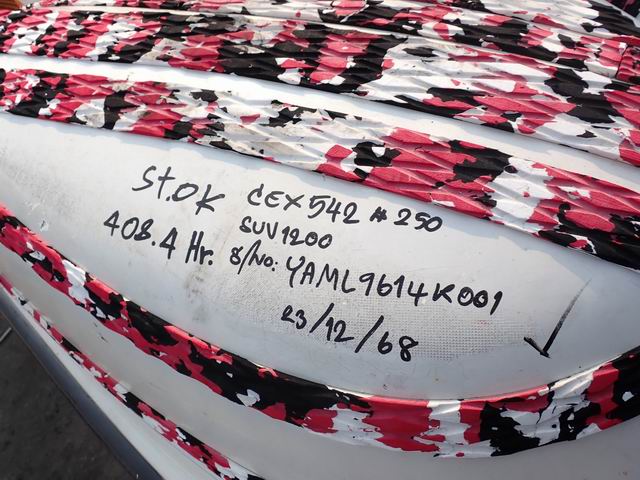 St.OK CEX542 # 250
SUV1200
408.4 Hr. S/No: YAML9614K001
23/12/68